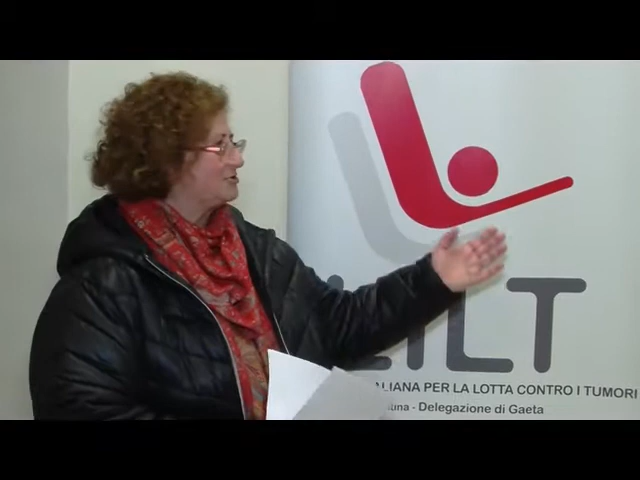 LILT
ALIANA PER LA LOTTA CONTRO I TUMORI
- Delegazione di Gaeta